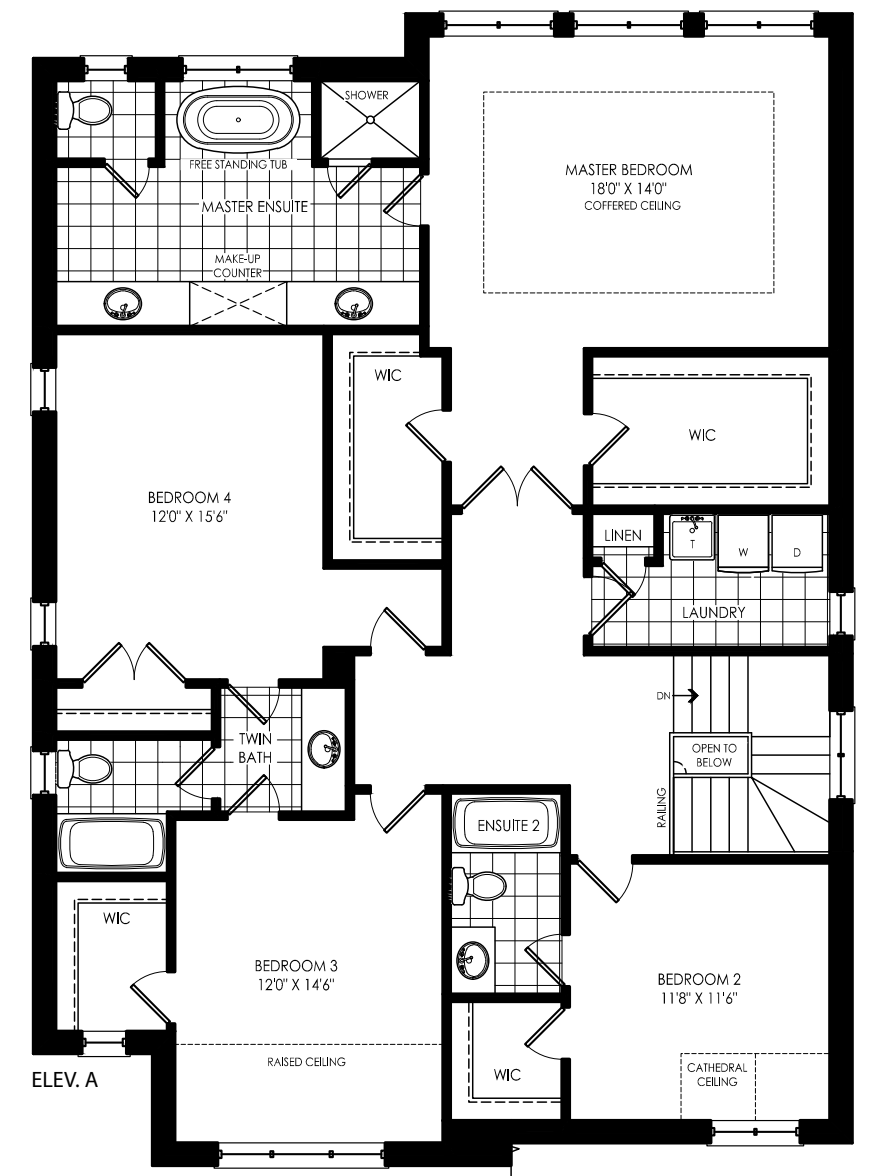 SHOWER
FREE STANDING TUB
MASTER ENSUITE
MAKE-UP
COUNTER
MASTER BEDROOM
18'0" X 14'0"
COFFERED CEILING
WIC
WIC
BEDROOM 4
12'0" X 15'6"
LINEN
T
W
D
LAUNDRY
DN
OPEN TO
BELOW
RAILING
TWIN
BATH
ENSUITE 2
WIC
BEDROOM 3
12'0" X 14'6"
RAISED CEILING
BEDROOM 2
11'8" X 11'6"
WIC
CATHEDRAL
CEILING
ELEV. A